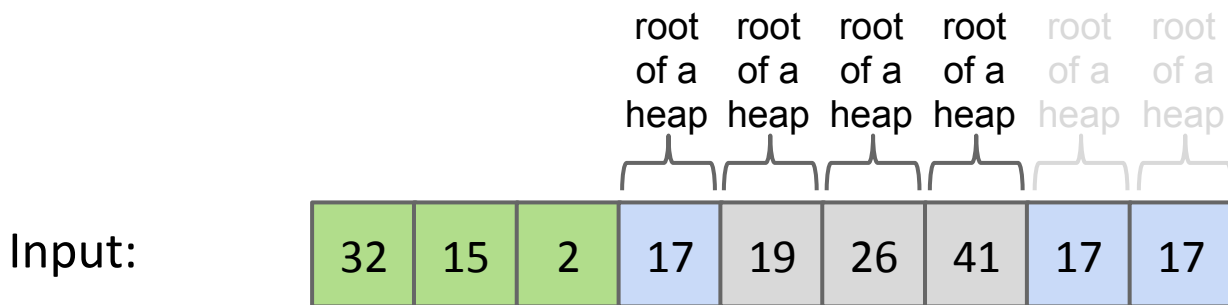 root root root root root root
of a of a of a of a of a of a
heap heap heap heap heap heap
Input: 32 15 2 17 19 26 41 17 17